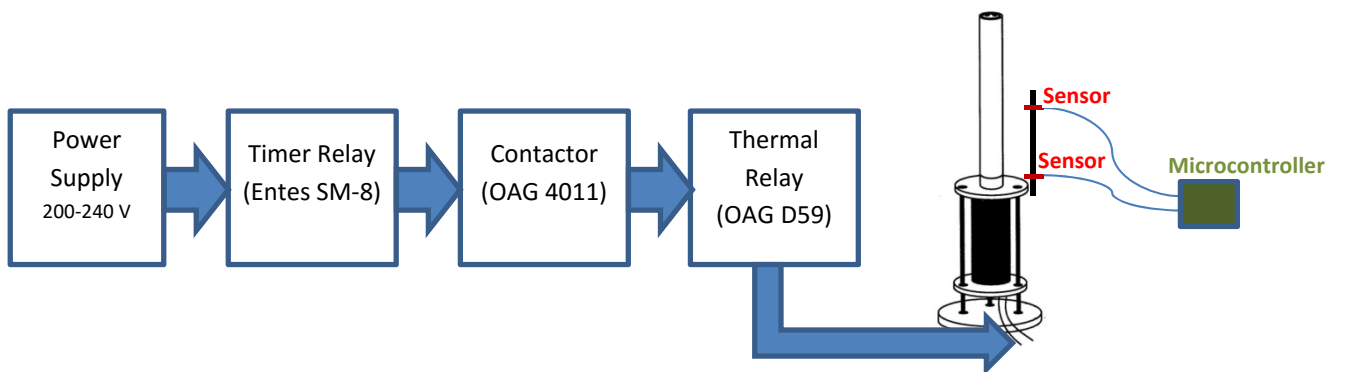 Power
Supply
200-240 V
Timer Relay
(Entes SM-8)
Contactor
(OAG 4011)
Thermal
Relay
(OAG D59)
Sensor
Sensor
Microcontroller